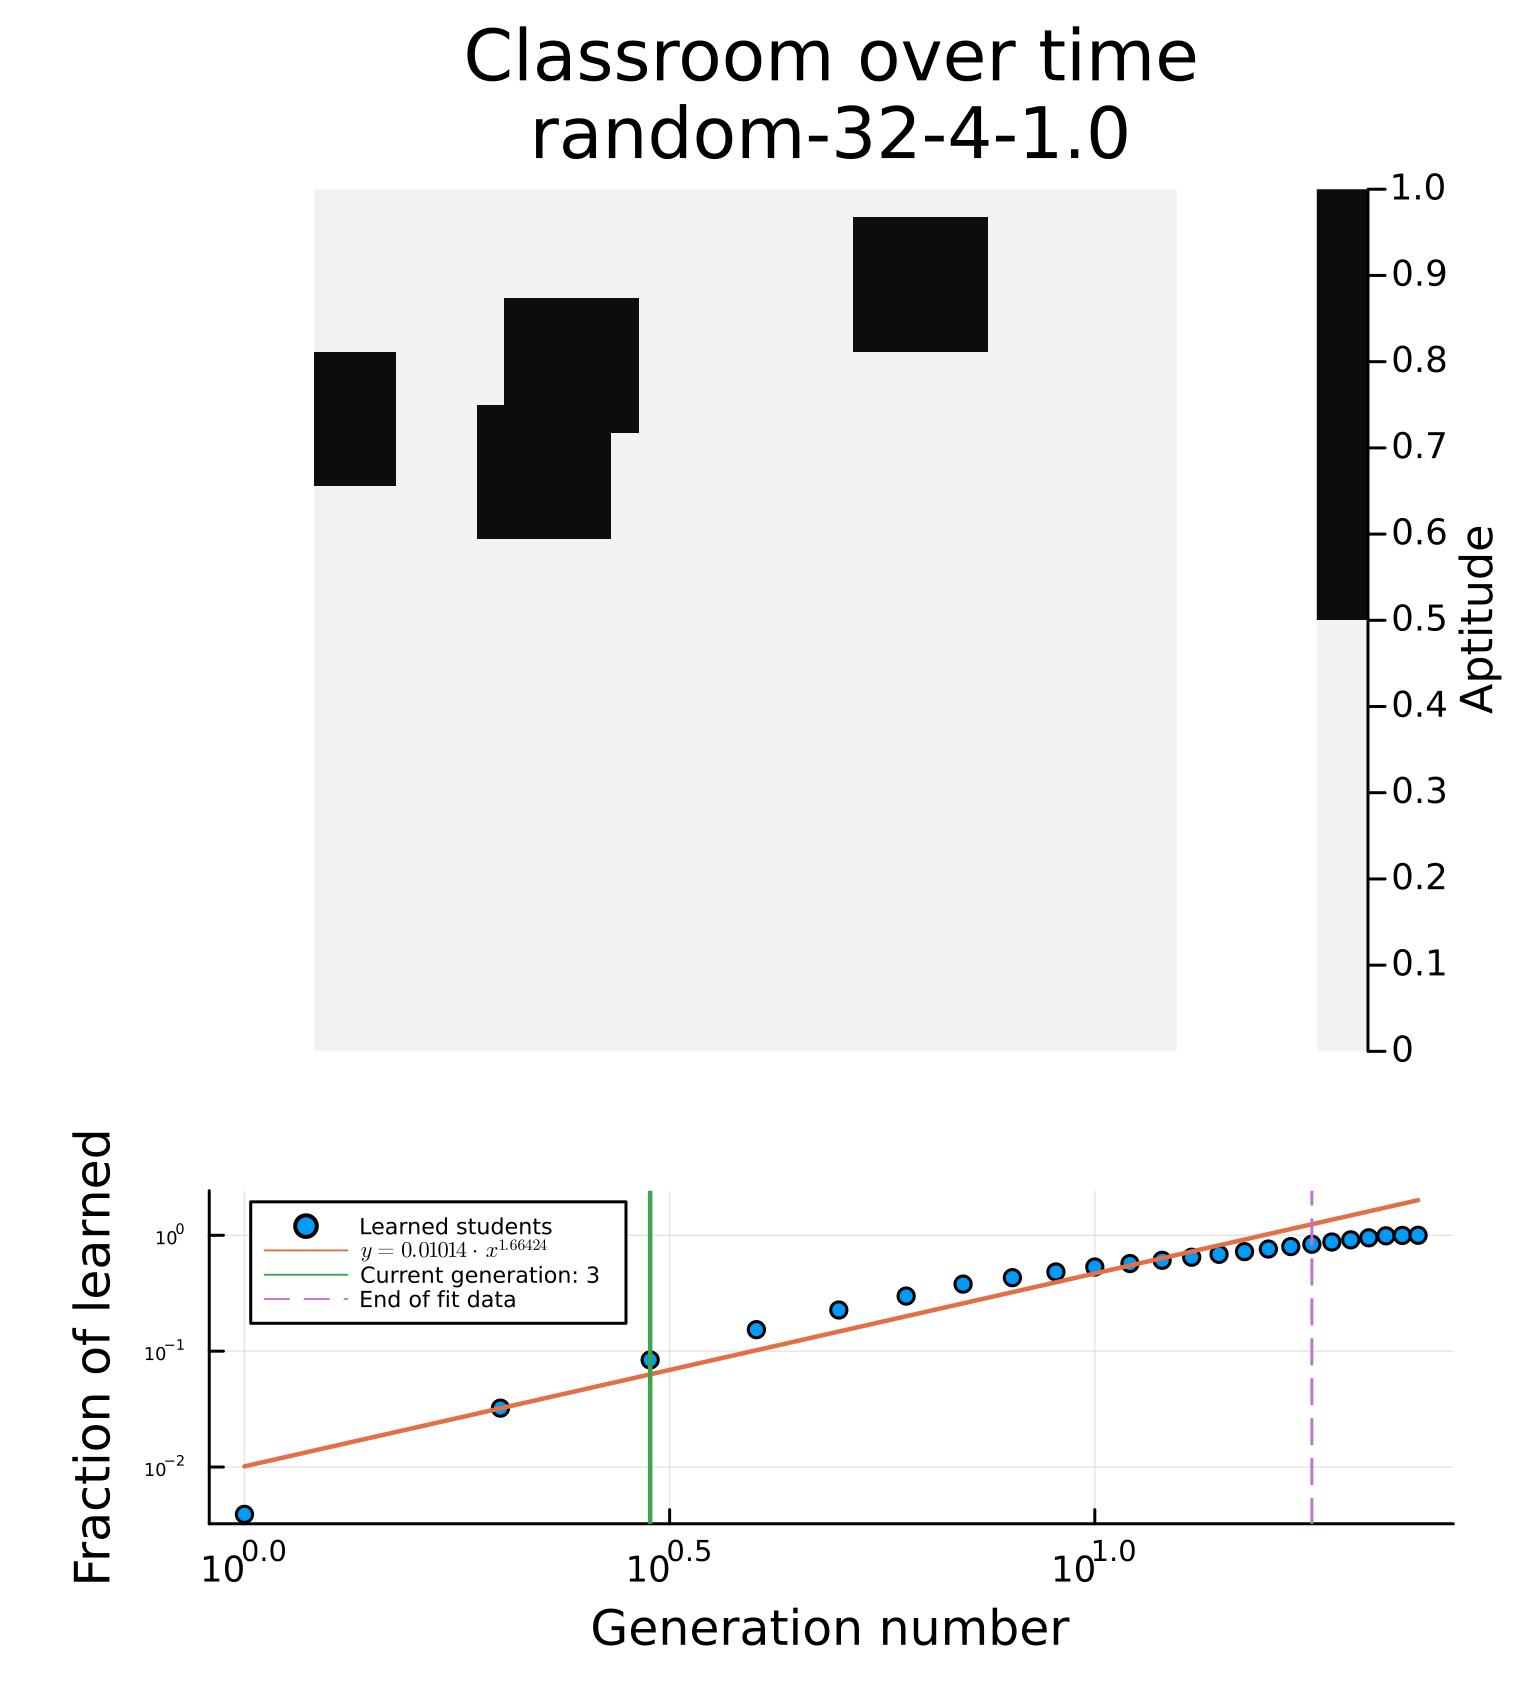 Classroom over time
random-32-4-1.0
1.0
0.9
0.8
0.7
0.6
0.5
0.4
0.3
0.2
0.1
0
Aptitude
Fraction of learned
10^0
10^−1
10^−2
Learned students
y = 0.01014 · x^1.66424
Current generation: 3
End of fit data
10^0.0
10^0.5
10^1.0
Generation number